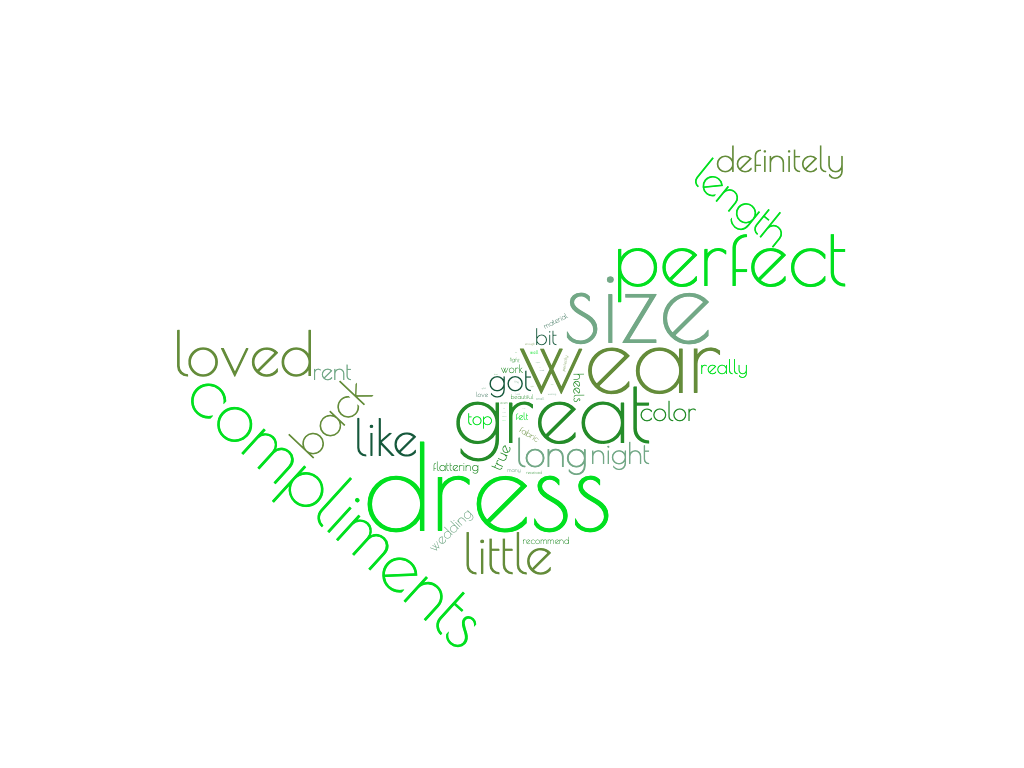 definitely
length
perfect
size
material
bit
loved
wear
rent
really
work
got
heels
back
love
beautiful
great
color
top
felt
like
fabric
true
long
night
flattering
many
compliments
dress
wedding
little
recommend